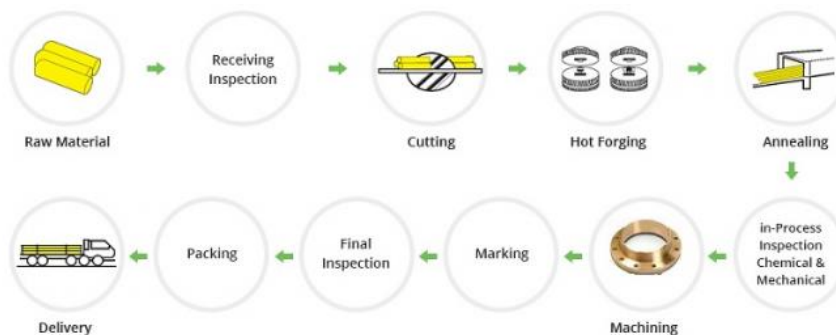 Receiving
Inspection
Raw Material
Cutting
Hot Forging
Annealing
in-Process
Inspection
Chemical &
Mechanical
Machining
Marking
Final
Inspection
Packing
Delivery